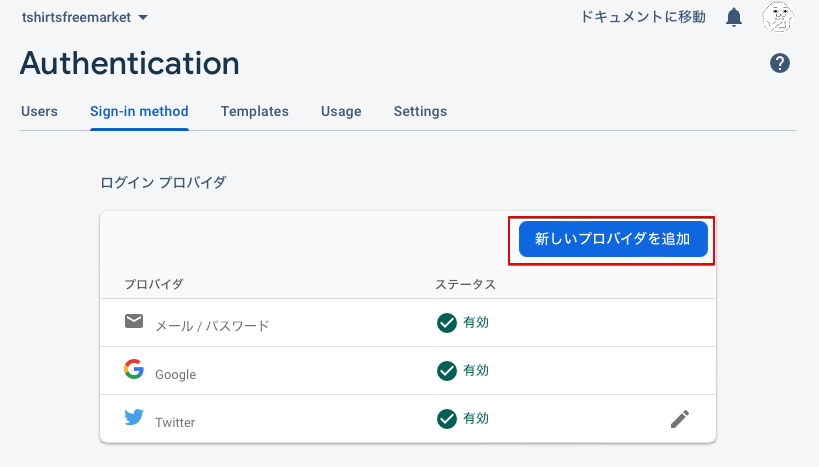 tshirtsfreemarket ドキュメントに移動
Authentication
Users Sign-in method Templates Usage Settings
ログイン プロバイダ
新しいプロバイダを追加
プロバイダ ステータス
メール / パスワード 有効
Google 有効
Twitter 有効